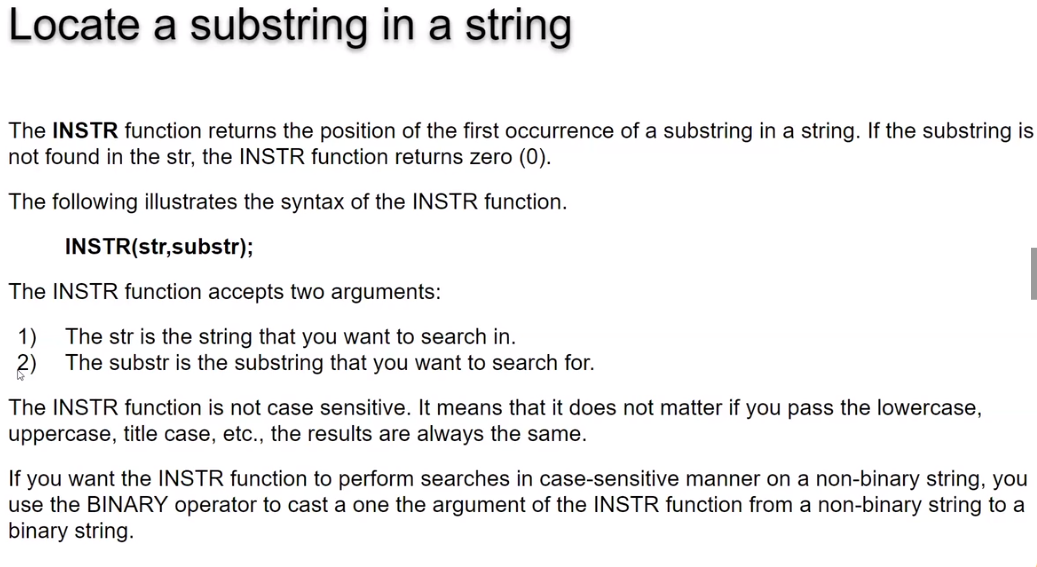 Locate a substring in a string
The INSTR function returns the position of the first occurrence of a substring in a string. If the substring is
not found in the str, the INSTR function returns zero (0).
The following illustrates the syntax of the INSTR function.
INSTR(str,substr);
The INSTR function accepts two arguments:
1) The str is the string that you want to search in.
2) The substr is the substring that you want to search for.
The INSTR function is not case sensitive. It means that it does not matter if you pass the lowercase,
uppercase, title case, etc., the results are always the same.
If you want the INSTR function to perform searches in case-sensitive manner on a non-binary string, you
use the BINARY operator to cast a one the argument of the INSTR function from a non-binary string to a
binary string.